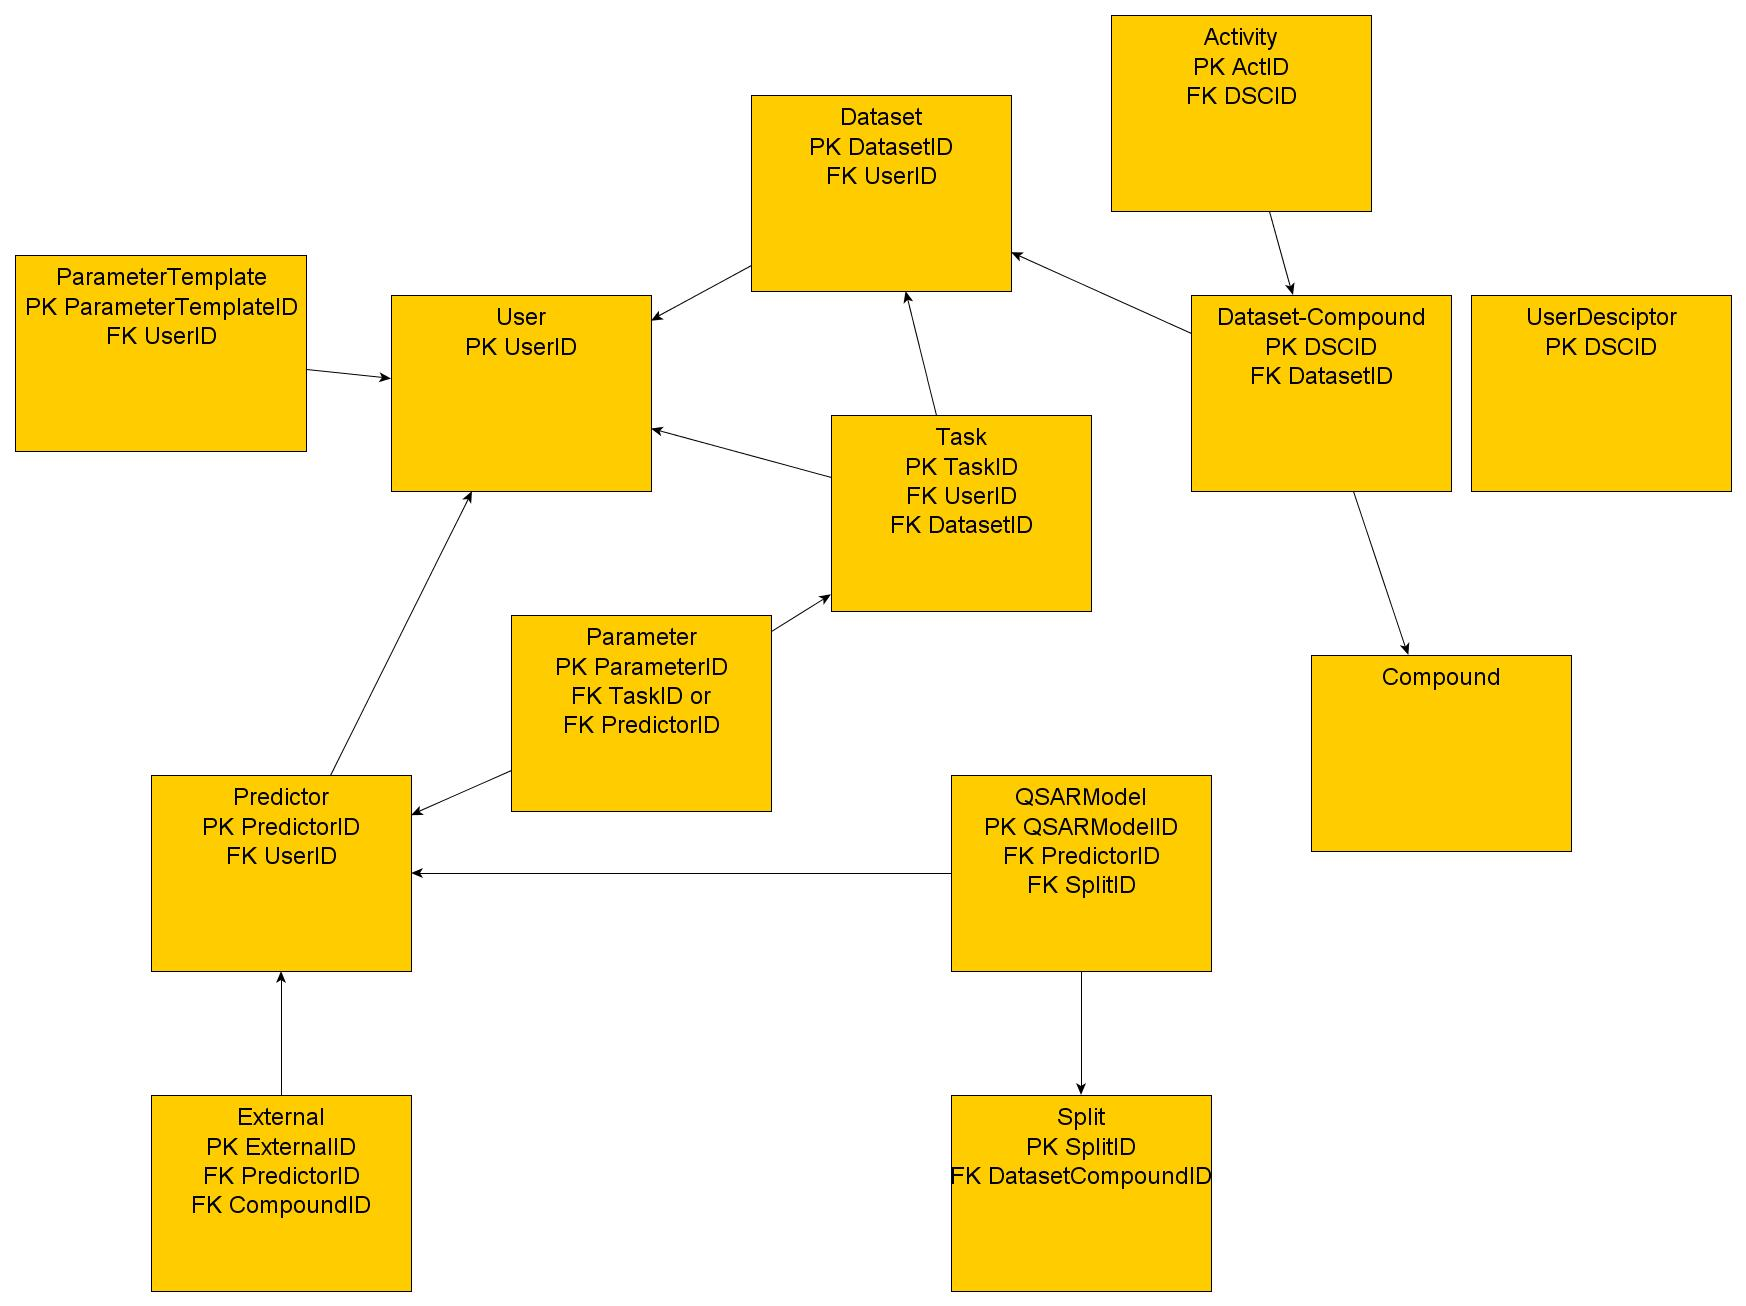 Activity
PK ActID
FK DSCID
Dataset
PK DatasetID
FK UserID
ParameterTemplate
PK ParameterTemplateID
FK UserID
User
PK UserID
Dataset-Compound
PK DSCID
FK DatasetID
UserDesciptor
PK DSCID
Task
PK TaskID
FK UserID
FK DatasetID
Parameter
PK ParameterID
FK TaskID or
FK PredictorID
Compound
Predictor
PK PredictorID
FK UserID
QSARModel
PK QSARModelID
FK PredictorID
FK SplitID
External
PK ExternalID
FK PredictorID
FK CompoundID
Split
PK SplitID
FK DatasetCompoundID